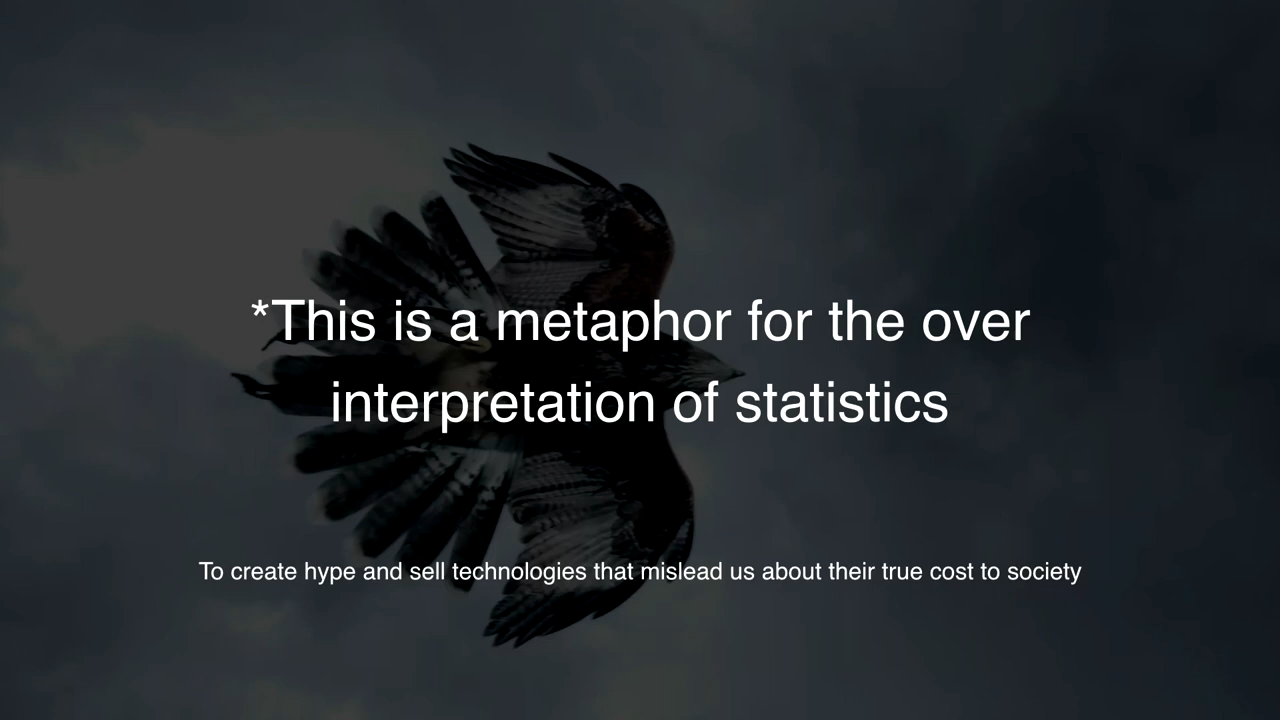 *This is a metaphor for the over
interpretation of statistics
To create hype and sell technologies that mislead us about their true cost to society